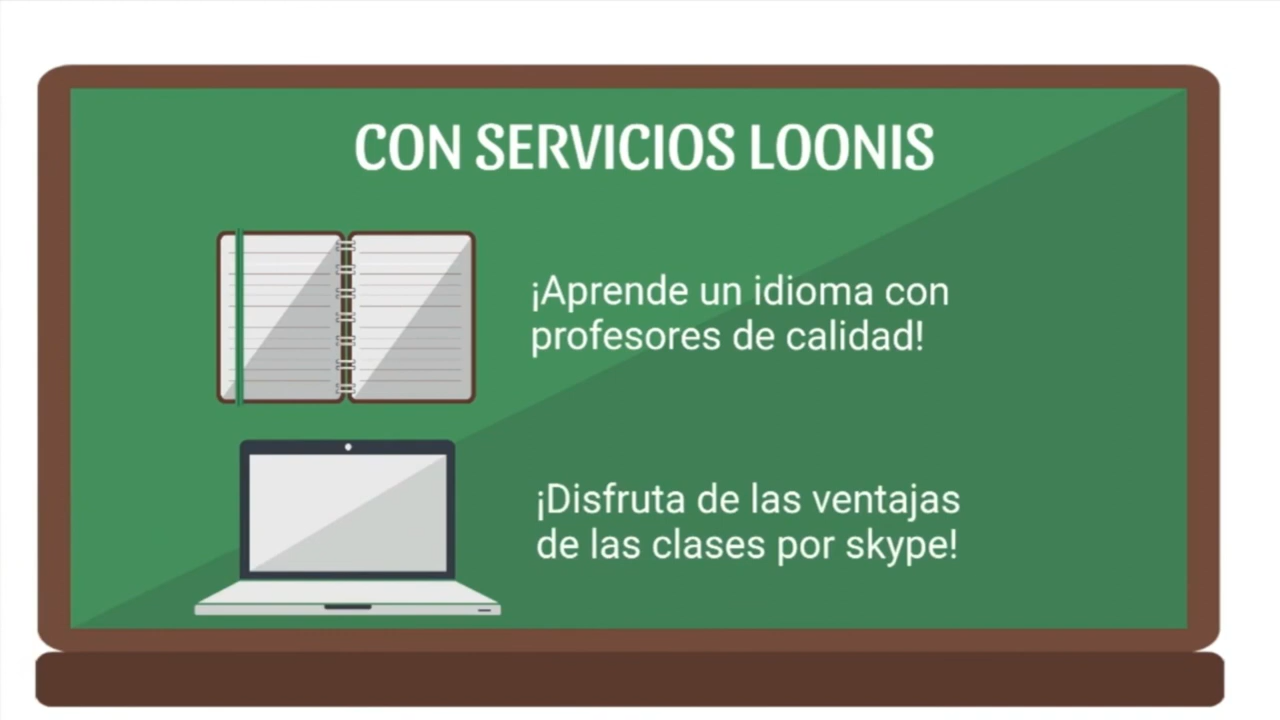 CON SERVICIOS LOONIS
¡Aprende un idioma con
profesores de calidad!
¡Disfruta de las ventajas
de las clases por skype!